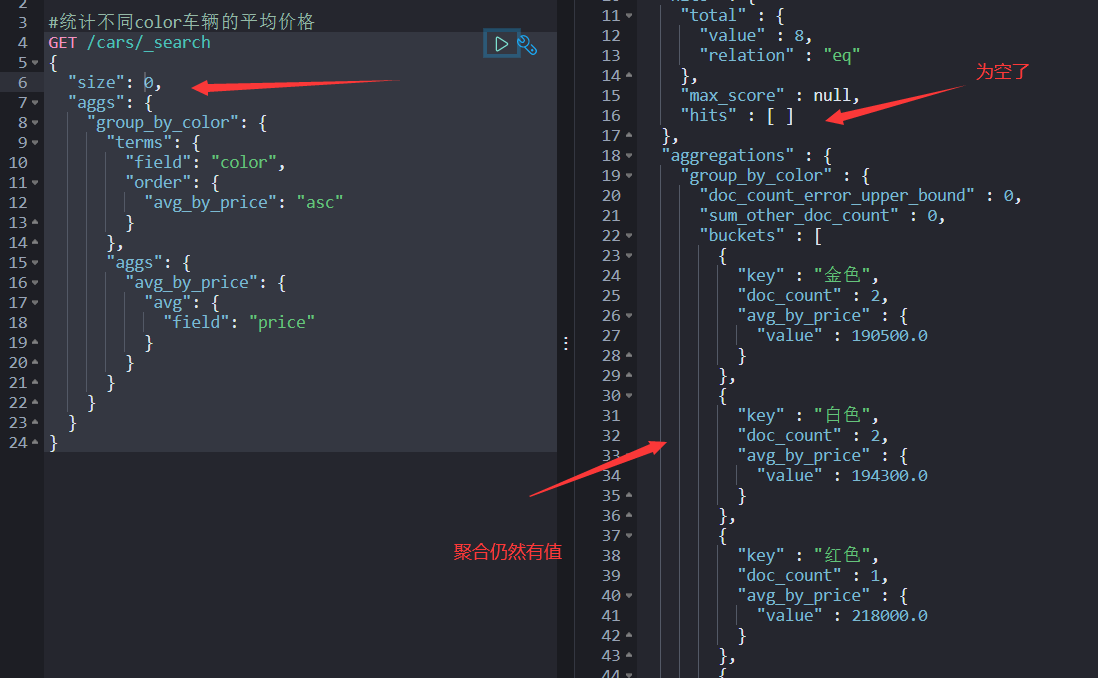 2
3 #统计不同color车辆的平均价格
4 GET /cars/_search
5 {
6 "size": 0,
7 "aggs": {
8 "group_by_color": {
9 "terms": {
10 "field": "color",
11 "order": {
12 "avg_by_price": "asc"
13 }
14 },
15 "aggs": {
16 "avg_by_price": {
17 "avg": {
18 "field": "price"
19 }
20 }
21 }
22 }
23 }
24 }
聚合仍然有值
11 "total" : {
12 "value" : 8,
13 "relation" : "eq"
14 },
为空了
15 "max_score" : null,
16 "hits" : [ ]
17 },
18 "aggregations" : {
19 "group_by_color" : {
20 "doc_count_error_upper_bound" : 0,
21 "sum_other_doc_count" : 0,
22 "buckets" : [
23 {
24 "key" : "金色",
25 "doc_count" : 2,
26 "avg_by_price" : {
27 "value" : 190500.0
28 }
29 },
30 {
31 "key" : "白色",
32 "doc_count" : 2,
33 "avg_by_price" : {
34 "value" : 194300.0
35 }
36 },
37 {
38 "key" : "红色",
39 "doc_count" : 1,
40 "avg_by_price" : {
41 "value" : 218000.0
42 }
43 },
44 {